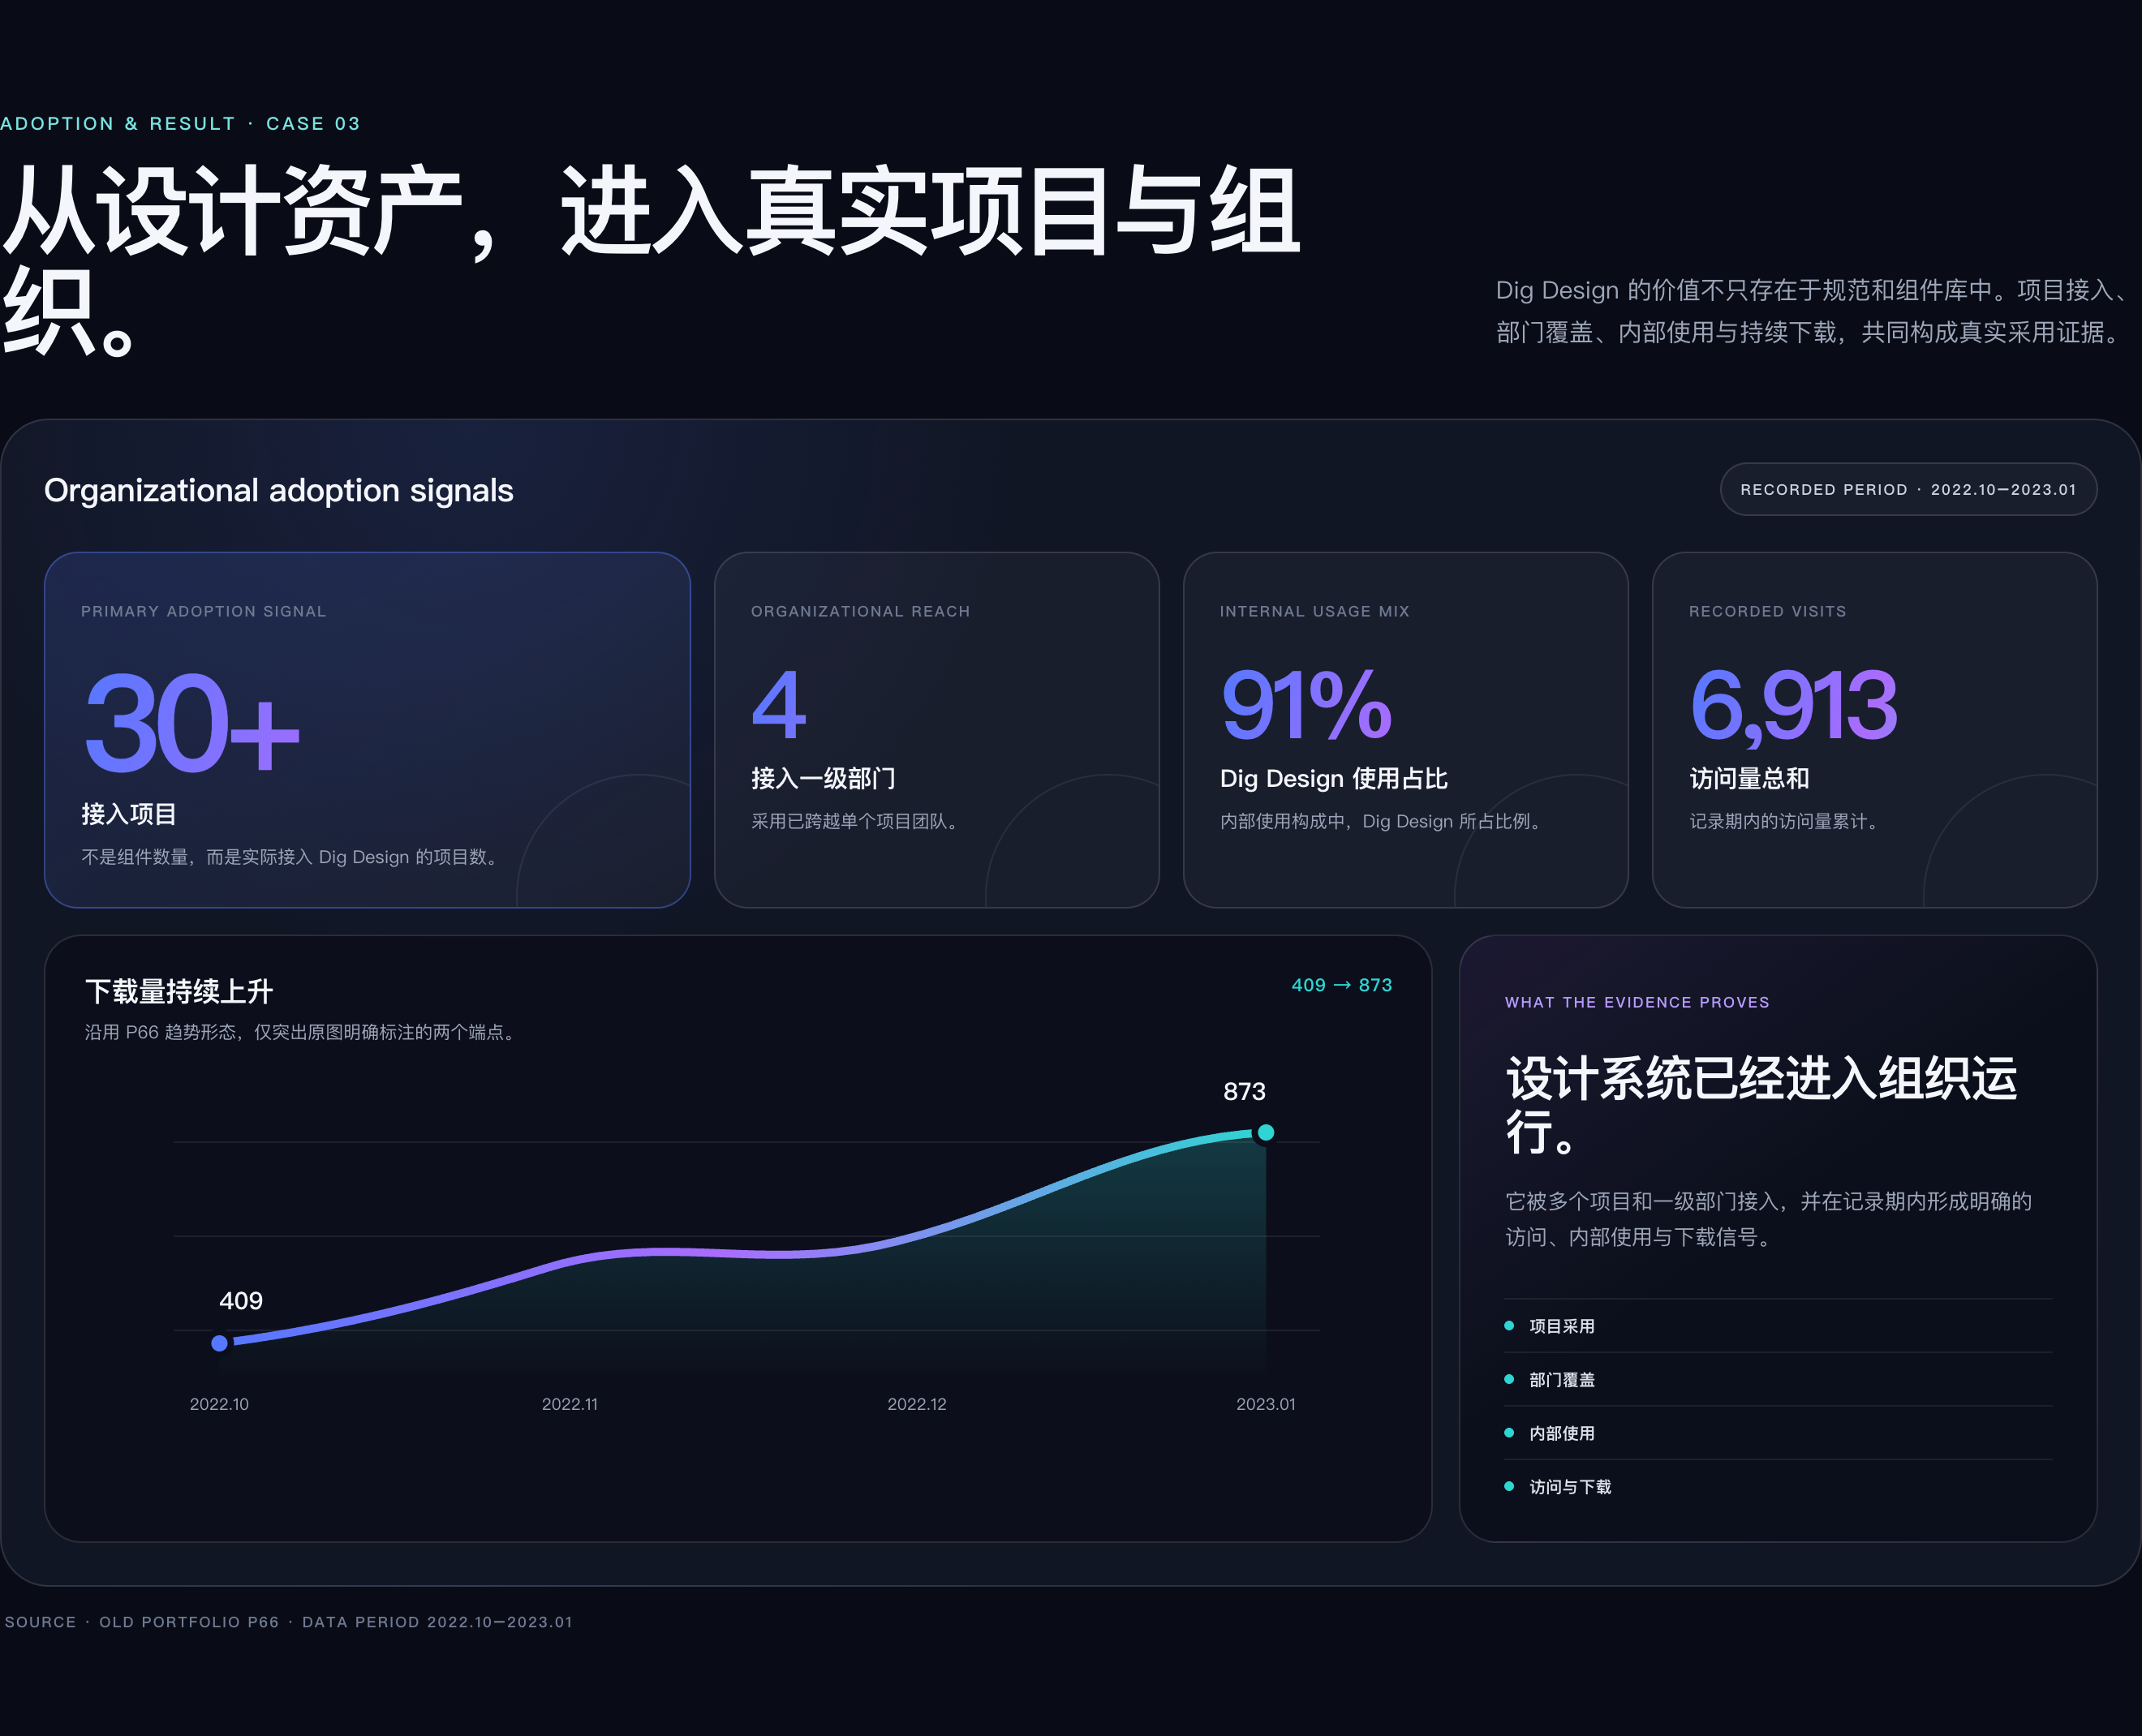 ADOPTION & RESULT · CASE 03
从设计资产，进入真实项目与组
织。
Dig Design 的价值不只存在于规范和组件库中。项目接入、
部门覆盖、内部使用与持续下载，共同构成真实采用证据。
Organizational adoption signals
RECORDED PERIOD · 2022.10—2023.01
PRIMARY ADOPTION SIGNAL
30+
接入项目
不是组件数量，而是实际接入 Dig Design 的项目数。
ORGANIZATIONAL REACH
4
接入一级部门
采用已跨越单个项目团队。
INTERNAL USAGE MIX
91%
Dig Design 使用占比
内部使用构成中，Dig Design 所占比例。
RECORDED VISITS
6,913
访问量总和
记录期内的访问量累计。
下载量持续上升
409 → 873
沿用 P66 趋势形态，仅突出原图明确标注的两个端点。
873
409
2022.10
2022.11
2022.12
2023.01
WHAT THE EVIDENCE PROVES
设计系统已经进入组织运
行。
它被多个项目和一级部门接入，并在记录期内形成明确的
访问、内部使用与下载信号。
项目采用
部门覆盖
内部使用
访问与下载
SOURCE · OLD PORTFOLIO P66 · DATA PERIOD 2022.10—2023.01